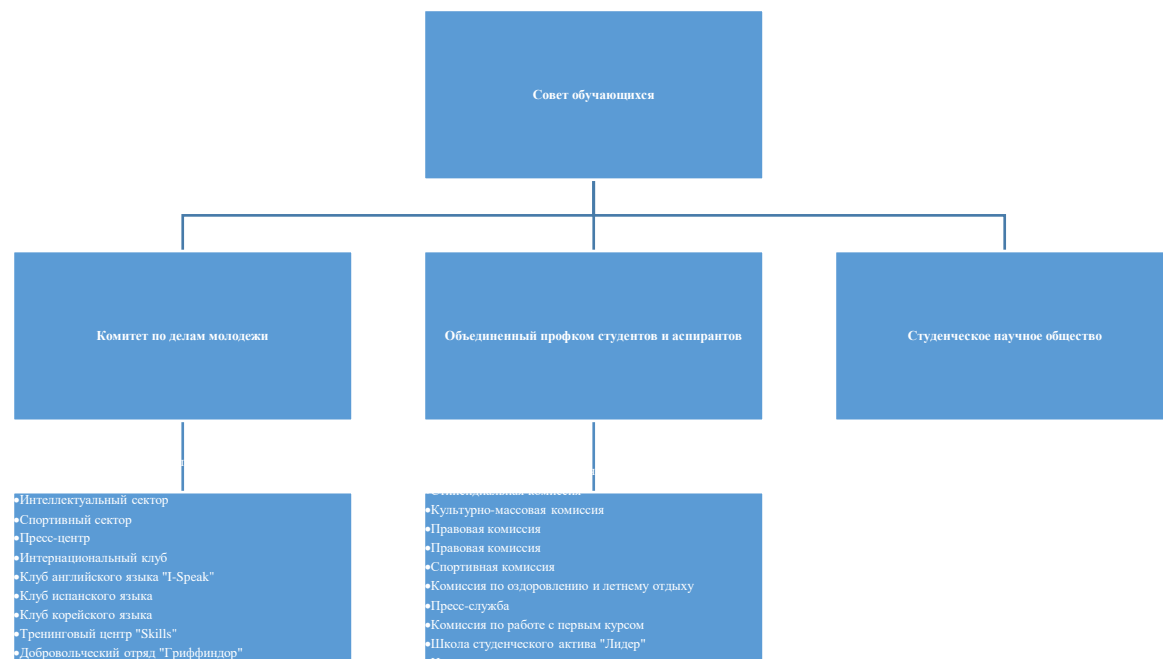 Совет обучающихся
Комитет по делам молодежи
Объединенный профком студентов и аспирантов
Студенческое научное общество
•Интеллектуальный сектор
•Спортивный сектор
•Пресс-центр
•Интернациональный клуб
•Клуб английского языка "I-Speak"
•Клуб испанского языка
•Клуб корейского языка
•Тренинговый центр "Skills"
•Добровольческий отряд "Гриффиндор"
•Стипендиальная комиссия
•Культурно-массовая комиссия
•Правовая комиссия
•Правовая комиссия
•Спортивная комиссия
•Комиссия по оздоровлению и летнему отдыху
•Пресс-служба
•Комиссия по работе с первым курсом
•Школа студенческого актива "Лидер"